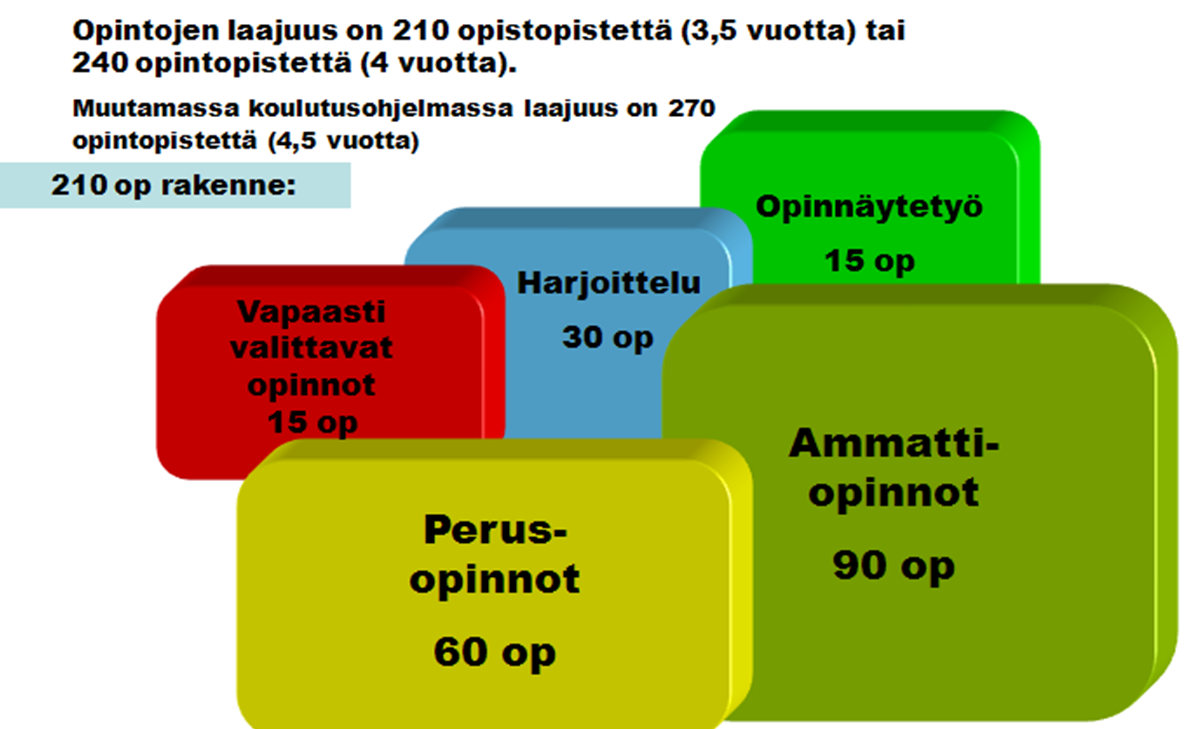 Opintojen laajuus on 210 opistopistettä (3,5 vuotta) tai
240 opintopistettä (4 vuotta).
Muutamassa koulutusohjelmassa laajuus on 270
opintopistettä (4,5 vuotta)
210 op rakenne:
Opinnäytetyö
15 op
Harjoittelu
30 op
Vapaasti
valittavat
opinnot
15 op
Ammatti-
opinnot
90 op
Perus-
opinnot
60 op